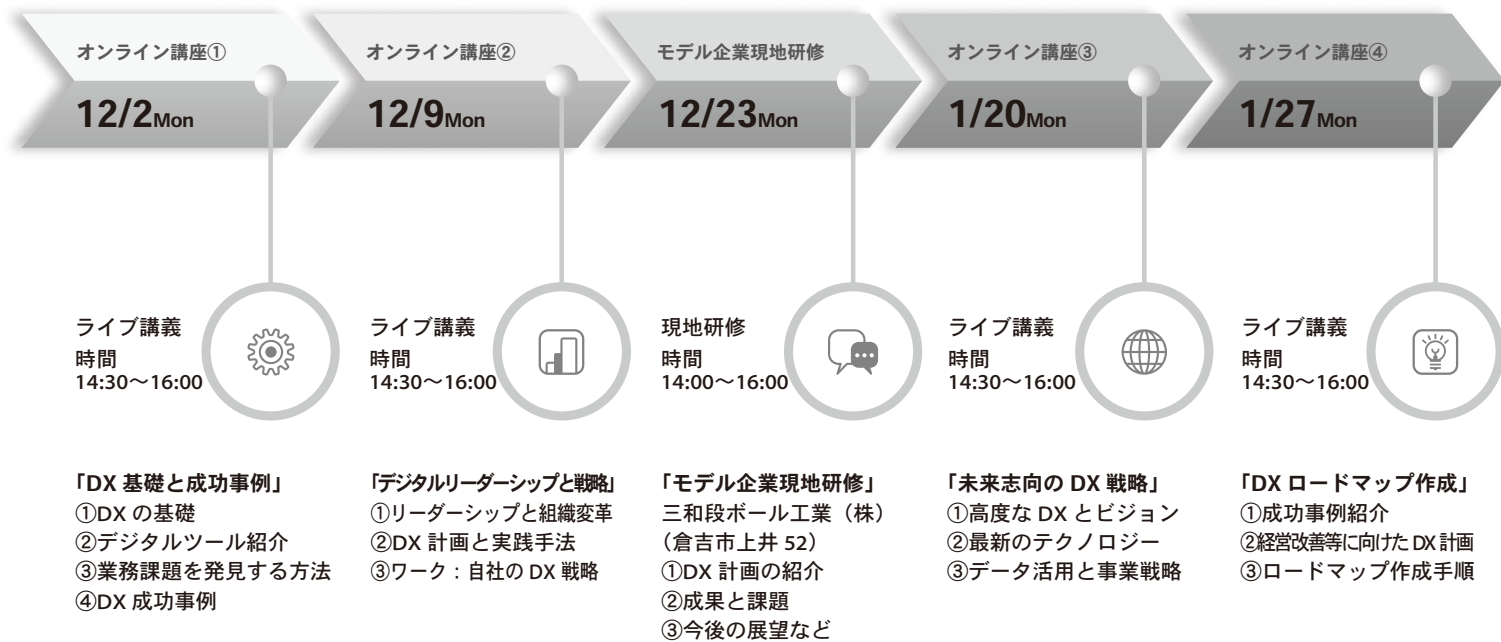 オンライン講座①
12/2Mon
ライブ講義
時間
14:30～16:00
「DX 基礎と成功事例」
①DX の基礎
②デジタルツール紹介
③業務課題を発見する方法
④DX 成功事例
オンライン講座②
12/9Mon
ライブ講義
時間
14:30～16:00
「デジタルリーダーシップと戦略」
①リーダーシップと組織変革
②DX 計画と実践手法
③ワーク：自社の DX 戦略
モデル企業現地研修
12/23Mon
現地研修
時間
14:00～16:00
「モデル企業現地研修」
三和段ボール工業（株）
（倉吉市上井 52）
①DX 計画の紹介
②成果と課題
③今後の展望など
オンライン講座③
1/20Mon
ライブ講義
時間
14:30～16:00
「未来志向の DX 戦略」
①高度な DX とビジョン
②最新のテクノロジー
③データ活用と事業戦略
オンライン講座④
1/27Mon
ライブ講義
時間
14:30～16:00
「DX ロードマップ作成」
①成功事例紹介
②経営改善等に向けた DX 計画
③ロードマップ作成手順